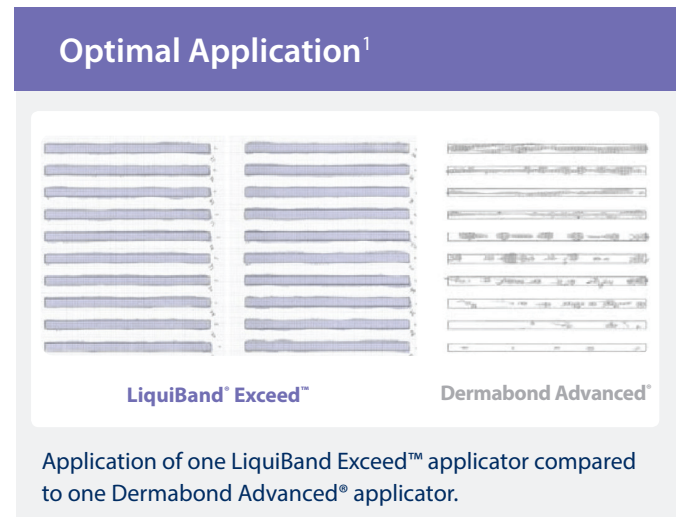 Optimal Application¹
LiquiBand® Exceed™
Dermabond Advanced®
Application of one LiquiBand Exceed™ applicator compared
to one Dermabond Advanced® applicator.